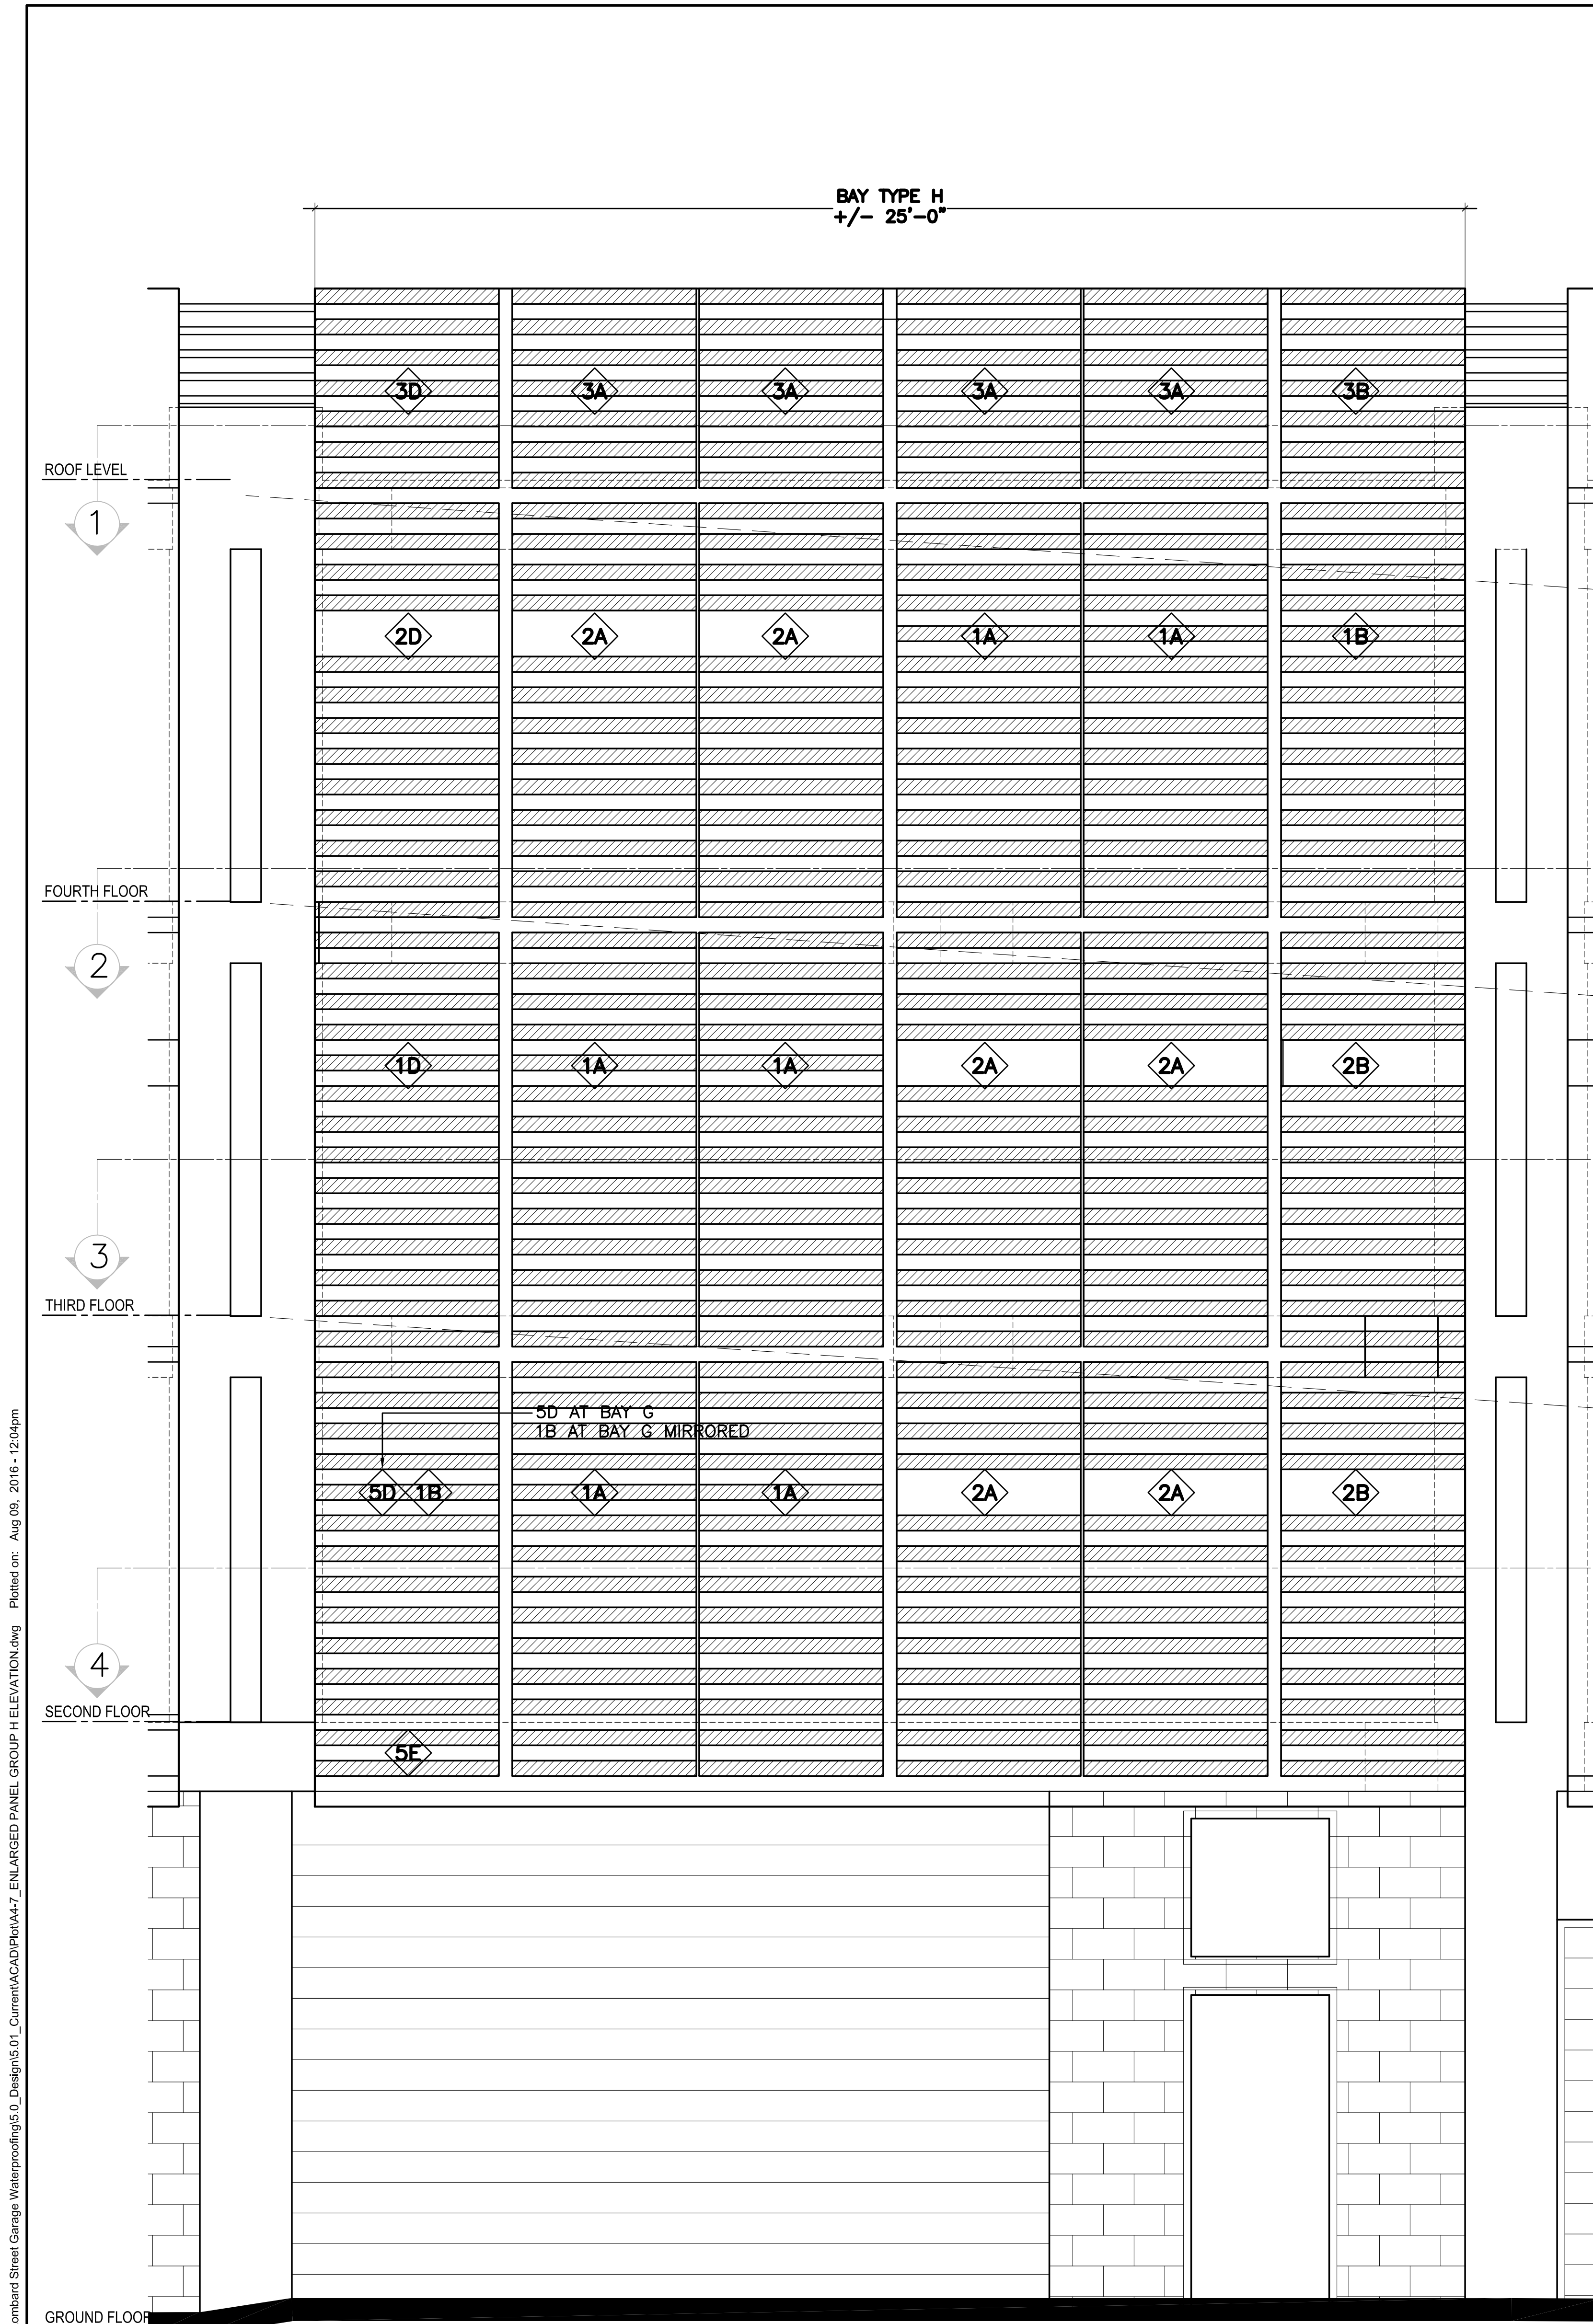 BAY TYPE H
+/- 25'-0"
3D 3A 3A 3A 3A 3B
ROOF LEVEL
1
2D 2A 2A 1A 1A 1B
FOURTH FLOOR
2
1D 1A 1A 2A 2A 2B
3
THIRD FLOOR
5D AT BAY G
1B AT BAY G MIRRORED
5D 1B 1A 1A 2A 2A 2B
4
SECOND FLOOR
5E
GROUND FLOOR
ombard Street Garage Waterproofing\5.0_Design\5.01_Current\ACAD\Plot\A4-7_ENLARGED PANEL GROUP H ELEVATION.dwg Plotted on: Aug 09, 2016 - 12:04pm